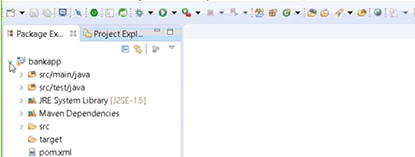 Package Ex...
Project Expl...
bankapp
src/main/java
src/test/java
JRE System Library [J2SE-1.5]
Maven Dependencies
src
target
pom.xml